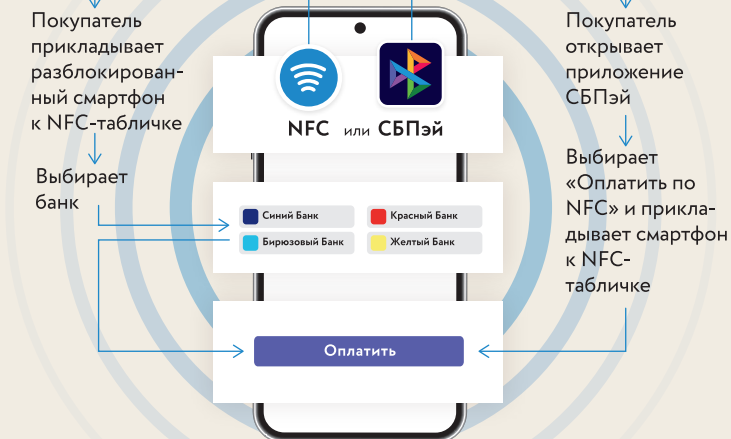 Покупатель
прикладывает
разблокирован-
ный смартфон
к NFC-табличке
Выбирает
банк
NFC или СБПэй
Синий Банк
Красный Банк
Бирюзовый Банк
Желтый Банк
Оплатить
Покупатель
открывает
приложение
СБПэй
Выбирает
«Оплатить по
NFC» и прикла-
дывает смартфон
к NFC-
табличке